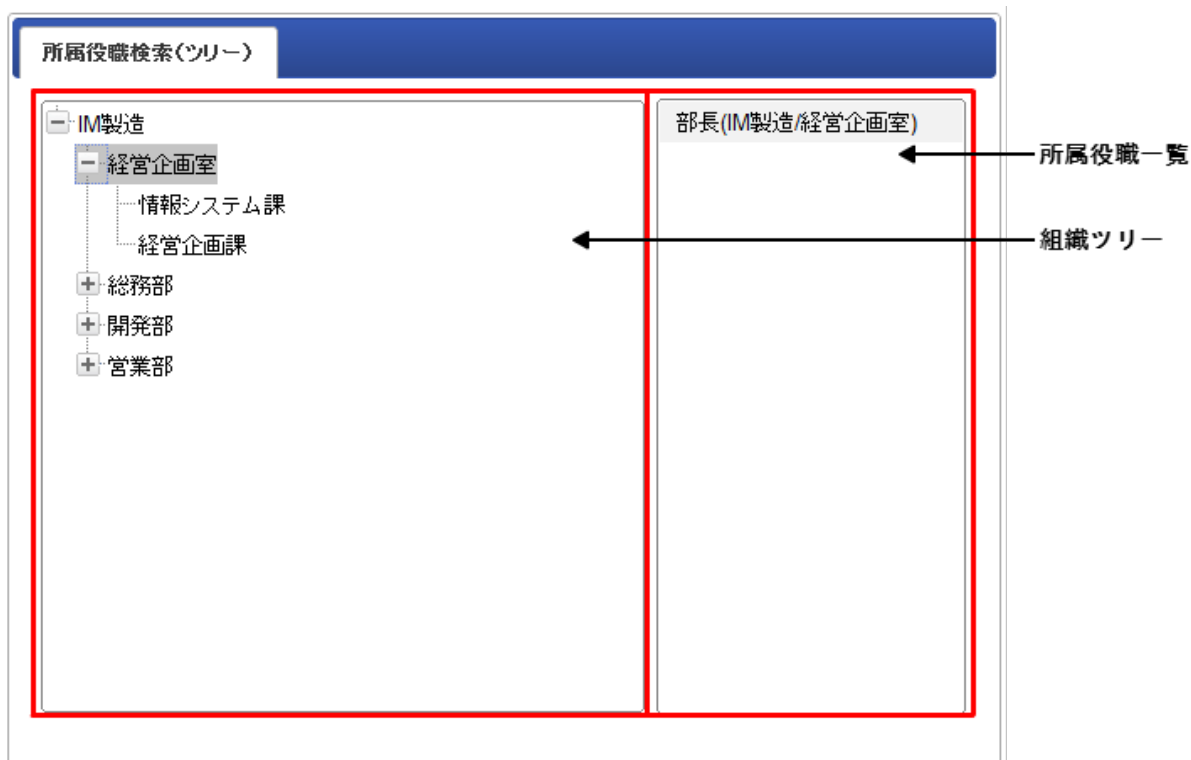 所属役職検索(ツリー)
IM製造
経営企画室
情報システム課
経営企画課
総務部
開発部
営業部
部長(IM製造/経営企画室)
所属役職一覧
組織ツリー